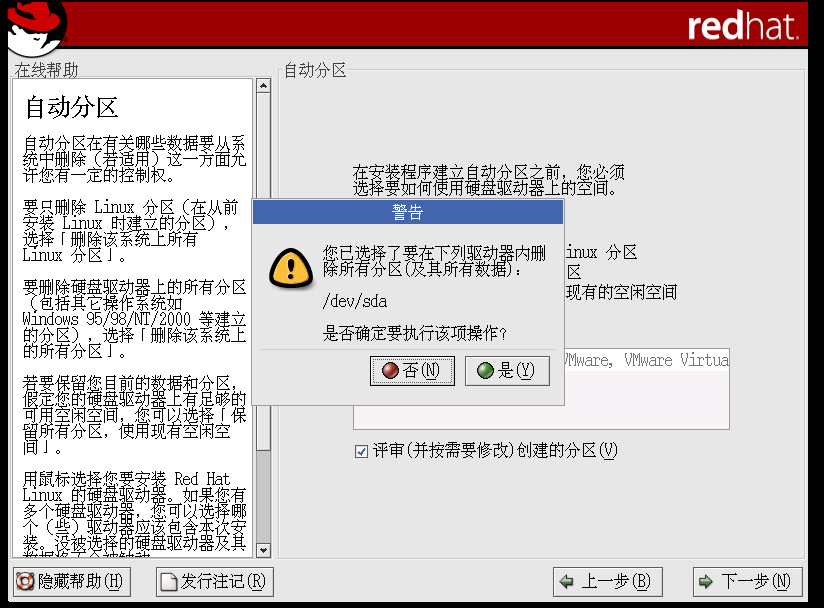 redhat.
在线帮助
自动分区
自动分区在有关哪些数据要从系
统中删除（若适用）这一方面允
许您有一定的控制权。
要只删除 Linux 分区（在从前
安装 Linux 时建立的分区），
选择「删除该系统上所有
Linux 分区」。
要删除硬盘驱动器上的所有分区
（包括其它操作系统如
Windows 95/98/NT/2000 等建立
的分区），选择「删除该系统上
的所有分区」。
若要保留您目前的数据和分区，
假定您的硬盘驱动器上有足够的
可用空闲空间，您可以选择「保
留所有分区，使用现有空闲空
间」。
用鼠标选择您要安装 Red Hat
Linux 的硬盘驱动器。如果您有
多个硬盘驱动器，您可以选择哪
个（些）驱动器应该包含本次安
装。没被选择的硬盘驱动器及其
自动分区
在安装程序建立自动分区之前，您必须
选择要如何使用硬盘驱动器上的空间。
inux 分区
区
现有的空闲空间
VMware, VMware Virtua
警告
您已选择了要在下列驱动器内删
除所有分区(及其所有数据)：
/dev/sda
是否确定要执行该项操作？
否(N)
是(Y)
评审(并按需要修改)创建的分区(V)
隐藏帮助(H)
发行注记(R)
上一步(B)
下一步(N)